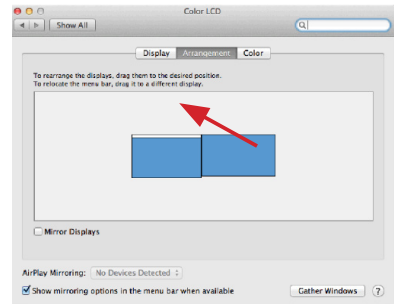 Color LCD
Show All
Display Arrangement Color
To rearrange the displays, drag them to the desired position.
To relocate the menu bar, drag it to a different display.
Mirror Displays
AirPlay Mirroring: No Devices Detected
Show mirroring options in the menu bar when available
Gather Windows ?